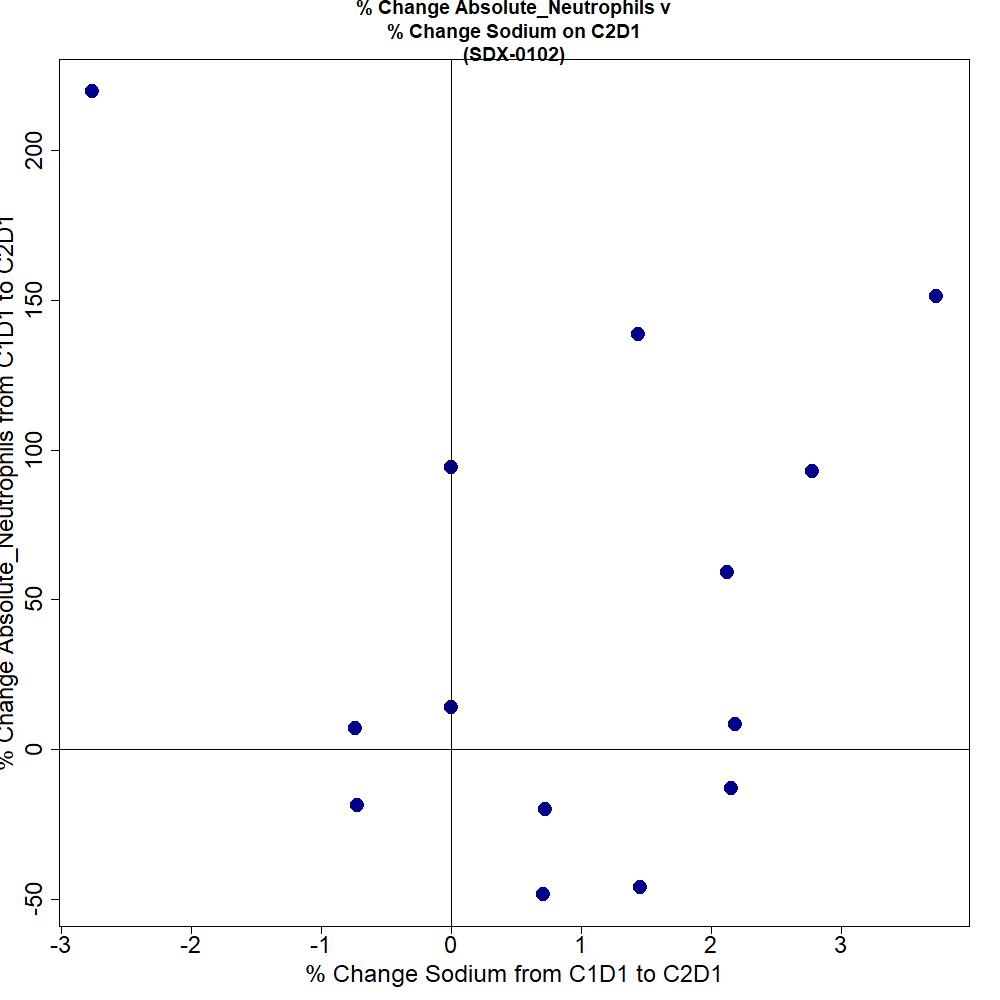 % Change Absolute_Neutrophils v
% Change Sodium on C2D1
(SDX-0102)
% Change Absolute_Neutrophils from C1D1 to C2D1
200
150
100
50
0
-50
-3 -2 -1 0 1 2 3
% Change Sodium from C1D1 to C2D1